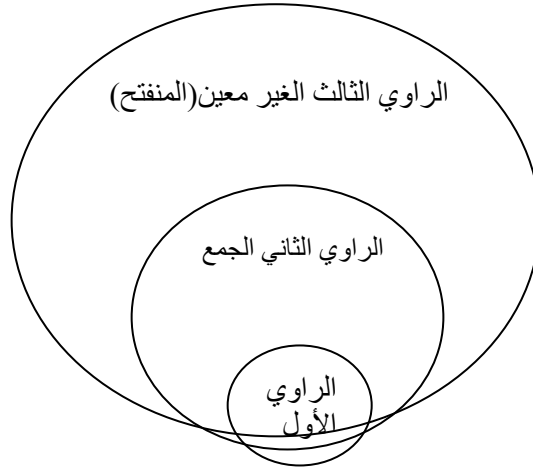 الراوي الثالث الغير معين(المنفتح)
الراوي الثاني الجمع
الراوي
الأول